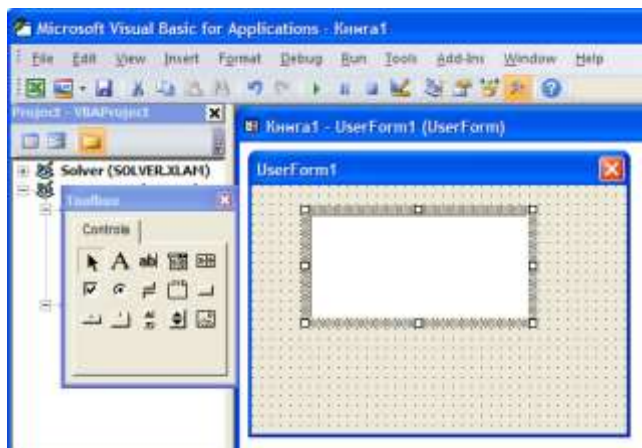 Microsoft Visual Basic for Applications - Книга1
File Edit View Insert Format Debug Run Tools Add-Ins Window Help
Project - VBAProject
Книга1 - UserForm1 (UserForm)
Solver (SOLVER.XLAM)
UserForm1
Toolbox
Controls
A abl